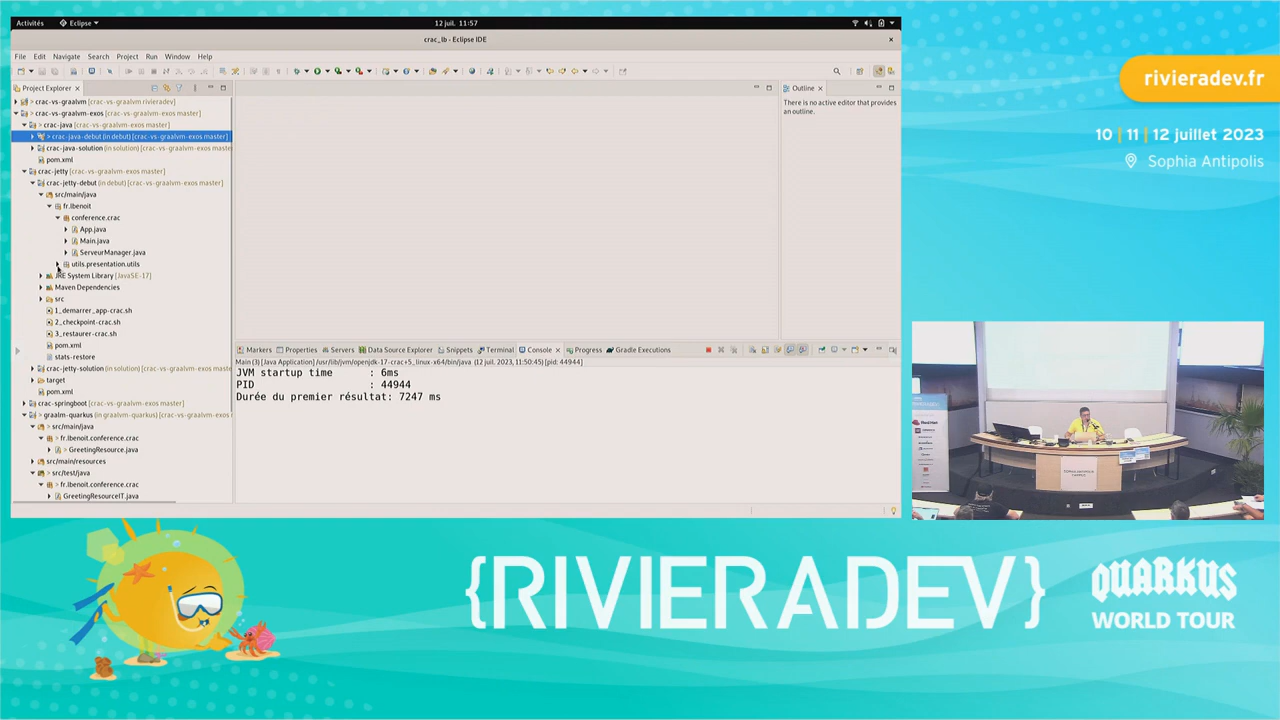 Activités
Eclipse
12 juil. 11:57
crac_lb - Eclipse IDE
File Edit Navigate Search Project Run Window Help
Project Explorer
crac-vs-graalvm [crac-vs-graalvm rivieradev]
crac-vs-graalvm-exos [crac-vs-graalvm-exos master]
crac-java [crac-vs-graalvm-exos master]
> crac-java-debut (in debut) [crac-vs-graalvm-exos master]
crac-java-solution (in solution) [crac-vs-graalvm-exos maste
pom.xml
crac-jetty [crac-vs-graalvm-exos master]
crac-jetty-debut (in debut) [crac-vs-graalvm-exos master]
src/main/java
fr.lbenoit
conference.crac
App.java
Main.java
ServeurManager.java
utils.presentation.utils
JRE System Library [JavaSE-17]
Maven Dependencies
src
1_demarrer_app-crac.sh
2_checkpoint-crac.sh
3_restaurer-crac.sh
pom.xml
stats-restore
crac-jetty-solution (in solution) [crac-vs-graalvm-exos maste
target
pom.xml
crac-springboot [crac-vs-graalvm-exos master]
> graalm-quarkus (in graalvm-quarkus) [crac-vs-graalvm-exos
> src/main/java
> fr.lbenoit.conference.crac
> GreetingResource.java
src/main/resources
> src/test/java
> fr.lbenoit.conference.crac
> GreetingResourceIT.java
Outline
There is no active editor that provides
an outline.
Markers Properties Servers Data Source Explorer Snippets Terminal Console Progress Gradle Executions
Main (3) [Java Application] /usr/lib/jvm/openjdk-17-crac+5_linux-x64/bin/java (12 juil. 2023, 11:50:45) [pid: 44944]
JVM startup time : 6ms
PID : 44944
Durée du premier résultat: 7247 ms
rivieradev.fr
10 | 11 | 12 juillet 2023
Sophia Antipolis
Red Hat
{RIVIERADEV}
QUARKUS
WORLD TOUR